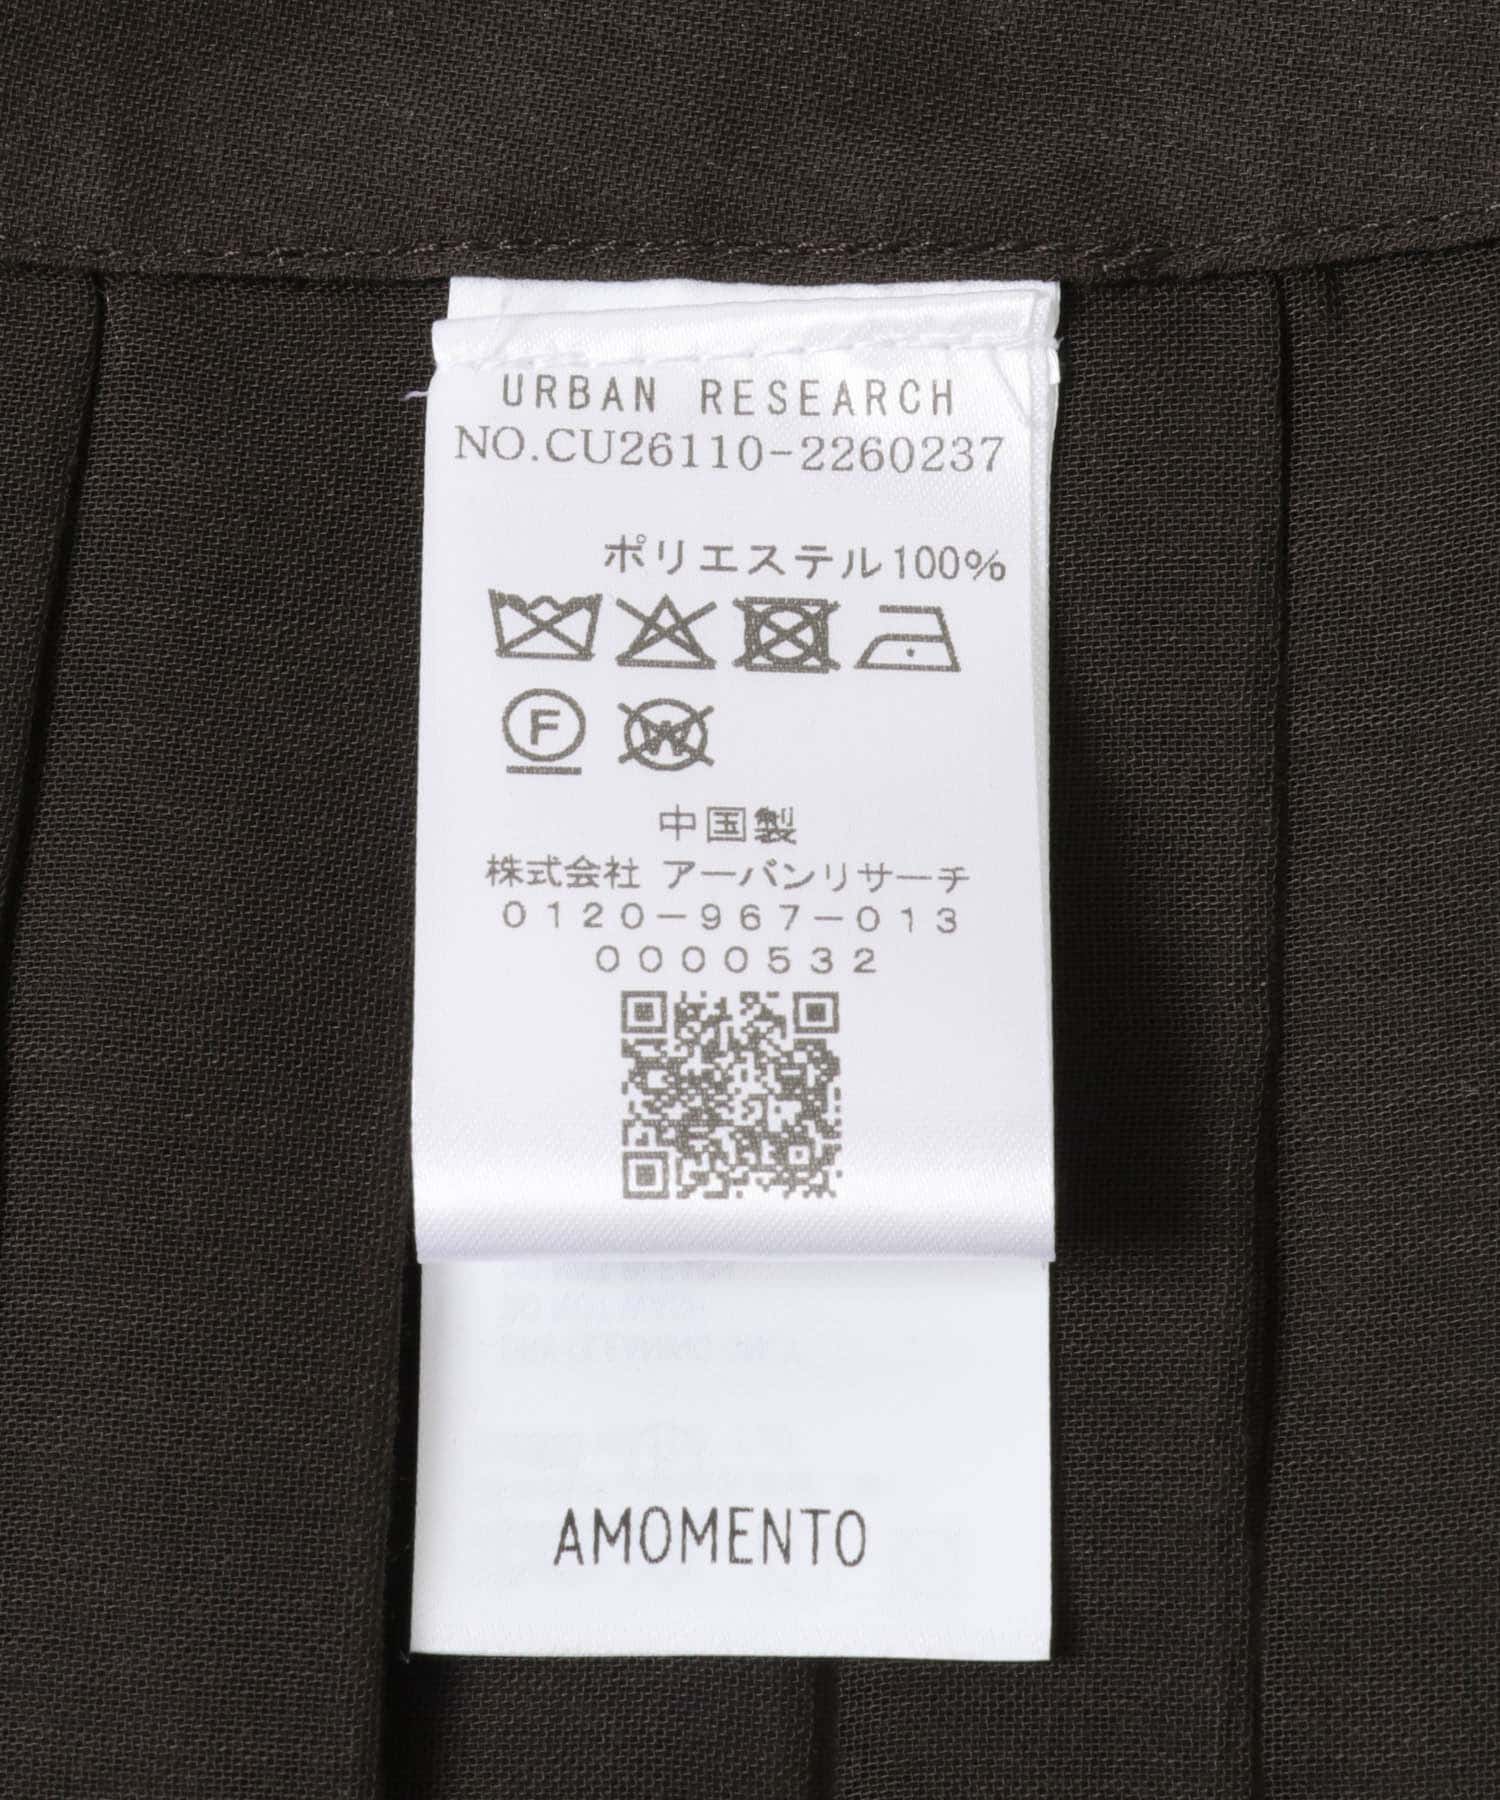 URBAN RESEARCH
NO.CU26110-2260237
ポリエステル100%
F
W
中国製
株式会社 アーバンリサーチ
0120-967-013
0000532
AMOMENTO